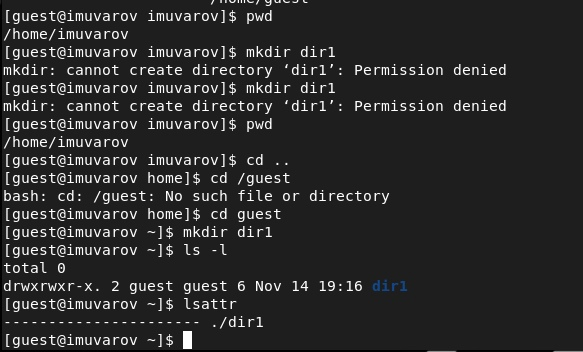 /home/guest
[guest@imuvarov imuvarov]$ pwd
/home/imuvarov
[guest@imuvarov imuvarov]$ mkdir dir1
mkdir: cannot create directory ‘dir1’: Permission denied
[guest@imuvarov imuvarov]$ mkdir dir1
mkdir: cannot create directory ‘dir1’: Permission denied
[guest@imuvarov imuvarov]$ pwd
/home/imuvarov
[guest@imuvarov imuvarov]$ cd ..
[guest@imuvarov home]$ cd /guest
bash: cd: /guest: No such file or directory
[guest@imuvarov home]$ cd guest
[guest@imuvarov ~]$ mkdir dir1
[guest@imuvarov ~]$ ls -l
total 0
drwxrwxr-x. 2 guest guest 6 Nov 14 19:16 dir1
[guest@imuvarov ~]$ lsattr
---------------------- ./dir1
[guest@imuvarov ~]$